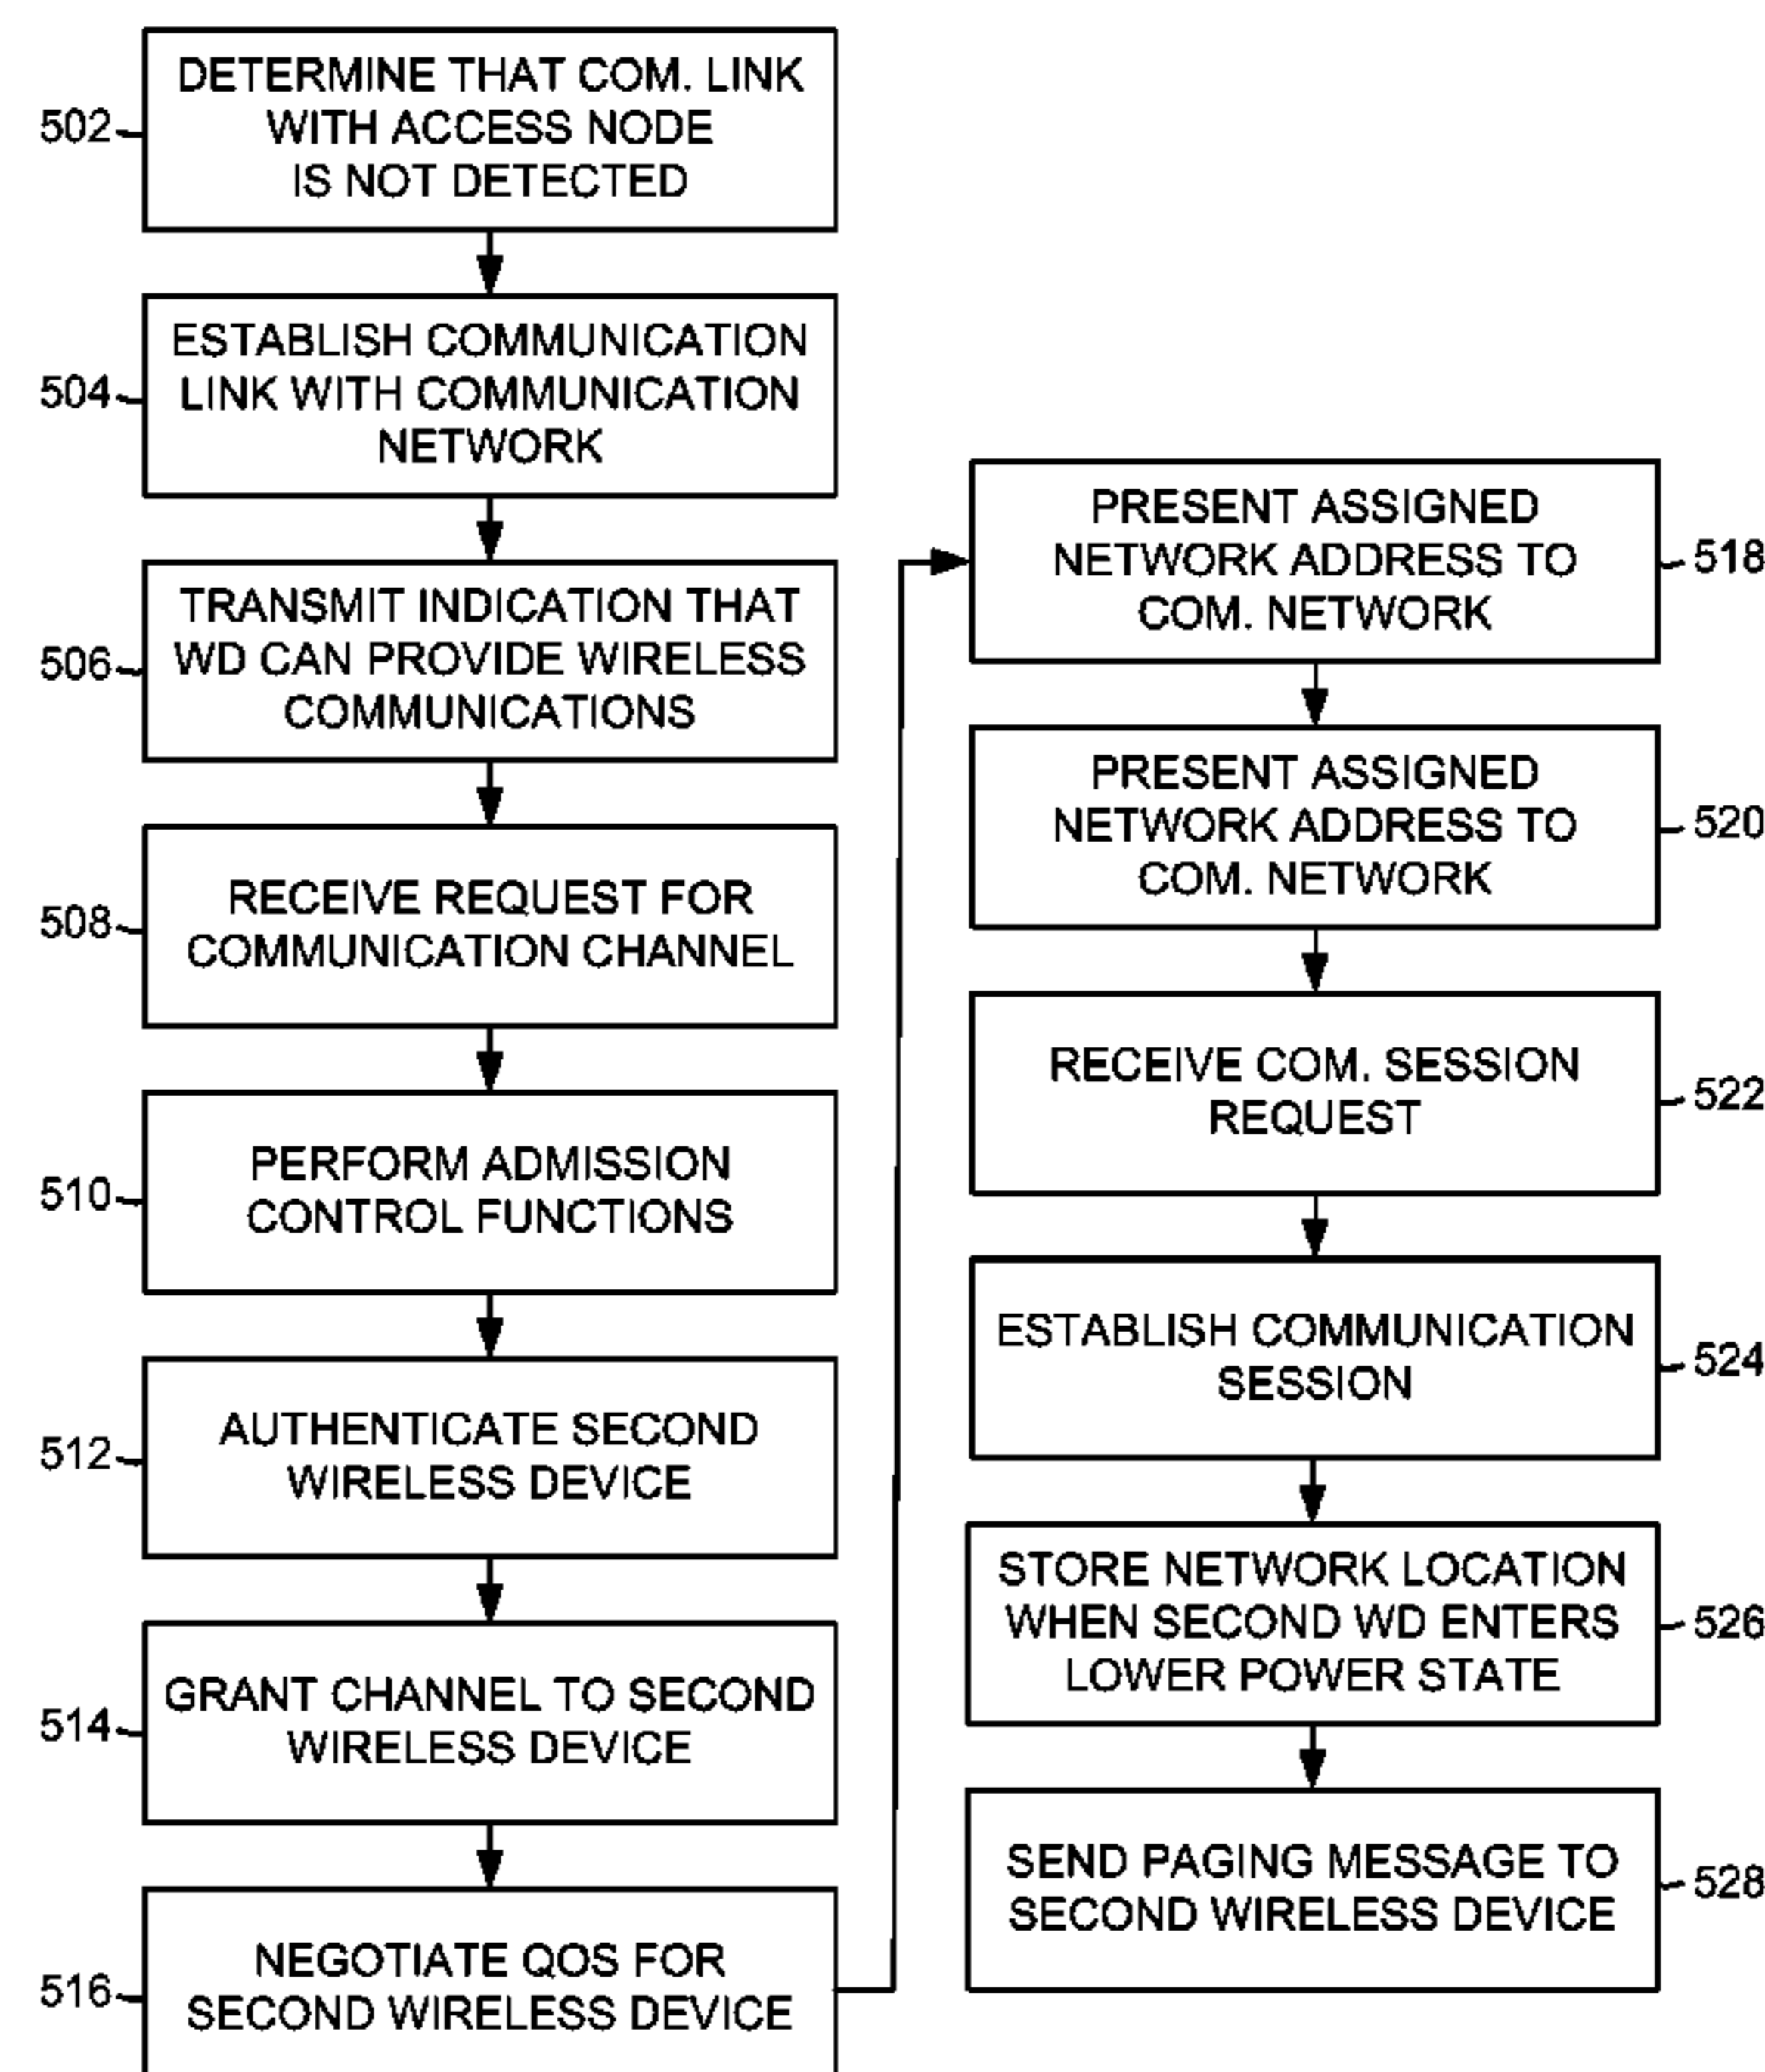 DETERMINE THAT COM. LINK
WITH ACCESS NODE
IS NOT DETECTED
502
ESTABLISH COMMUNICATION
LINK WITH COMMUNICATION
NETWORK
504
TRANSMIT INDICATION THAT
WD CAN PROVIDE WIRELESS
COMMUNICATIONS
506
RECEIVE REQUEST FOR
COMMUNICATION CHANNEL
508
PERFORM ADMISSION
CONTROL FUNCTIONS
510
AUTHENTICATE SECOND
WIRELESS DEVICE
512
GRANT CHANNEL TO SECOND
WIRELESS DEVICE
514
NEGOTIATE QOS FOR
SECOND WIRELESS DEVICE
516
PRESENT ASSIGNED
NETWORK ADDRESS TO
COM. NETWORK
518
PRESENT ASSIGNED
NETWORK ADDRESS TO
COM. NETWORK
520
RECEIVE COM. SESSION
REQUEST
522
ESTABLISH COMMUNICATION
SESSION
524
STORE NETWORK LOCATION
WHEN SECOND WD ENTERS
LOWER POWER STATE
526
SEND PAGING MESSAGE TO
SECOND WIRELESS DEVICE
528